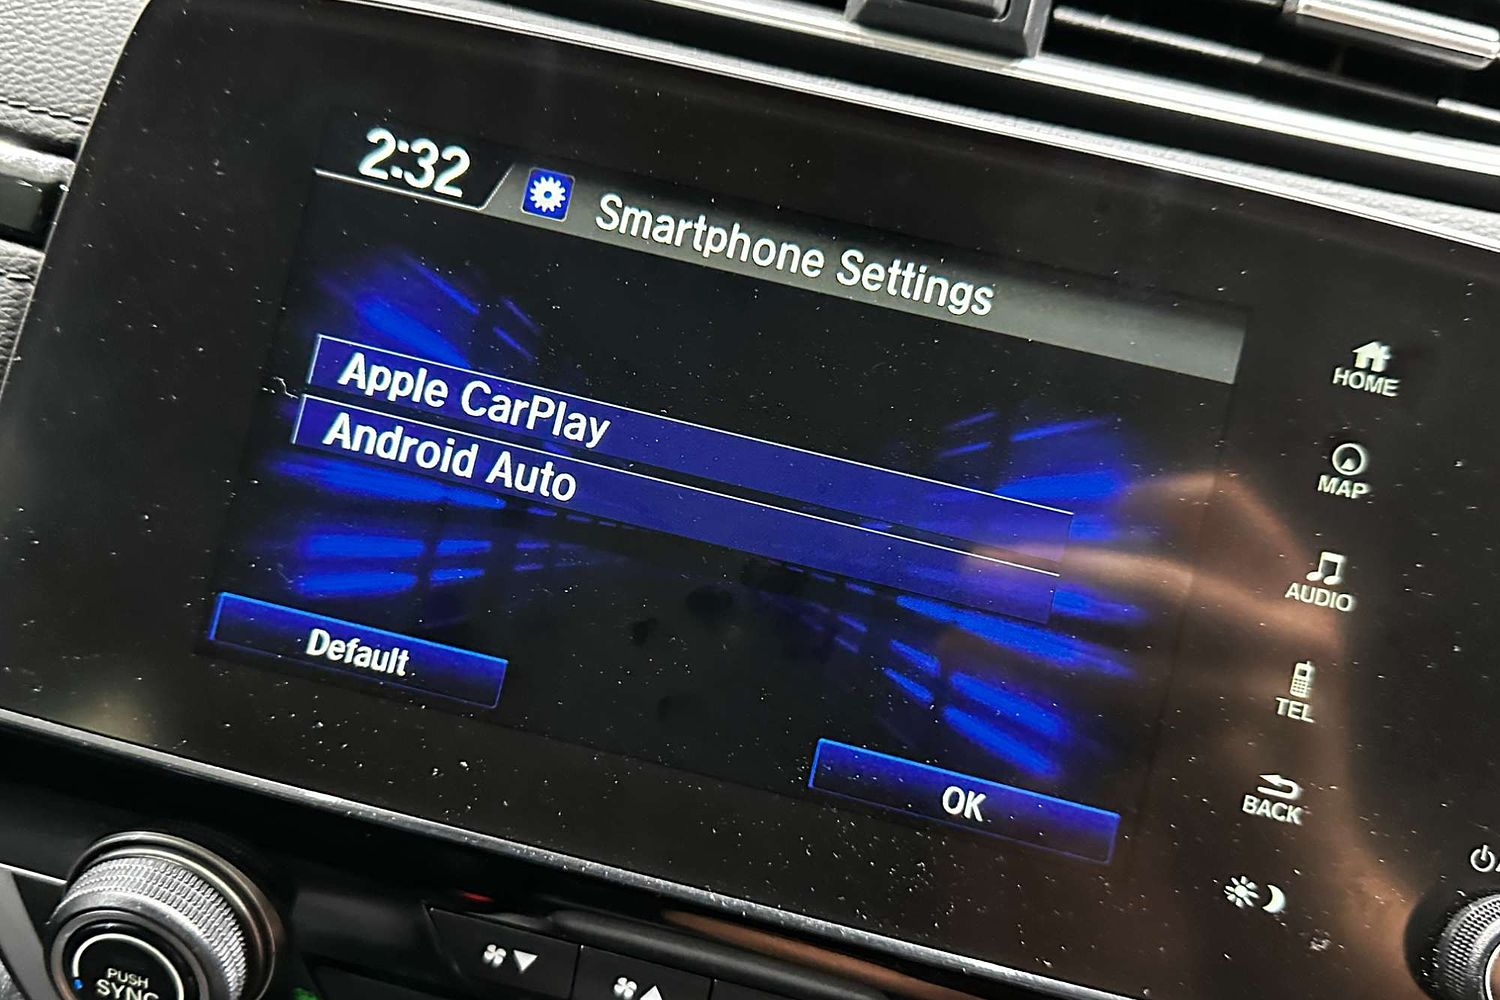 2:32
Smartphone Settings
Apple CarPlay
Android Auto
Default
OK
HOME
MAP
AUDIO
TEL
BACK
PUSH
SYNC